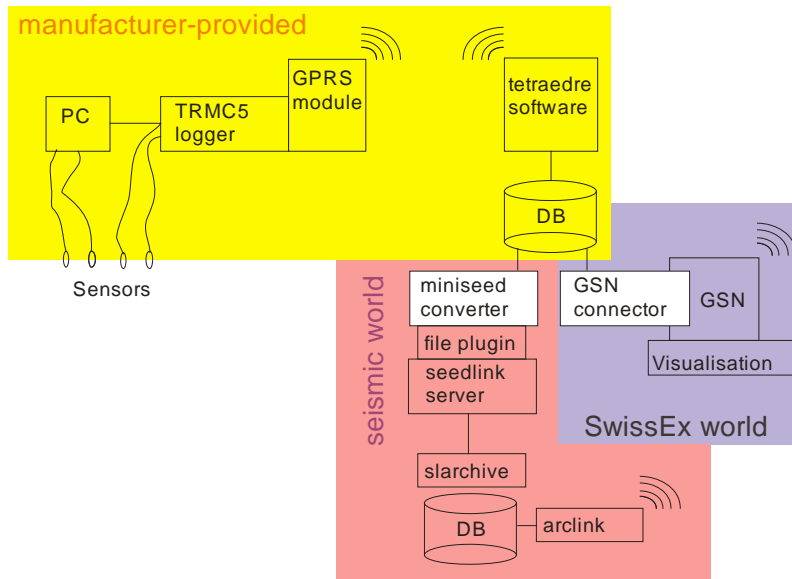 manufacturer-provided
GPRS
module
PC
TRMC5
logger
tetraedre
software
DB
Sensors
miniseed
converter
file plugin
seedlink
server
slarchive
DB
arclink
seismic world
GSN
connector
GSN
Visualisation
SwissEx world